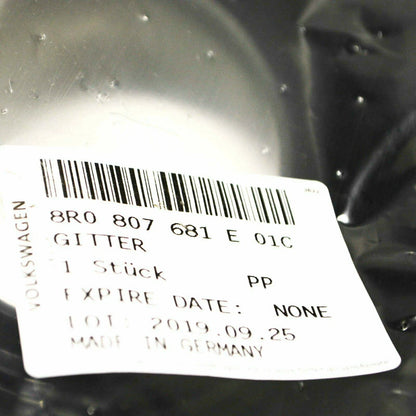 VOLKSWAGEN
8R0 807 681 E 01C
GITTER
1 Stück PP
EXPIRE DATE: NONE
LOT: 2019.09.25
MADE IN GERMANY